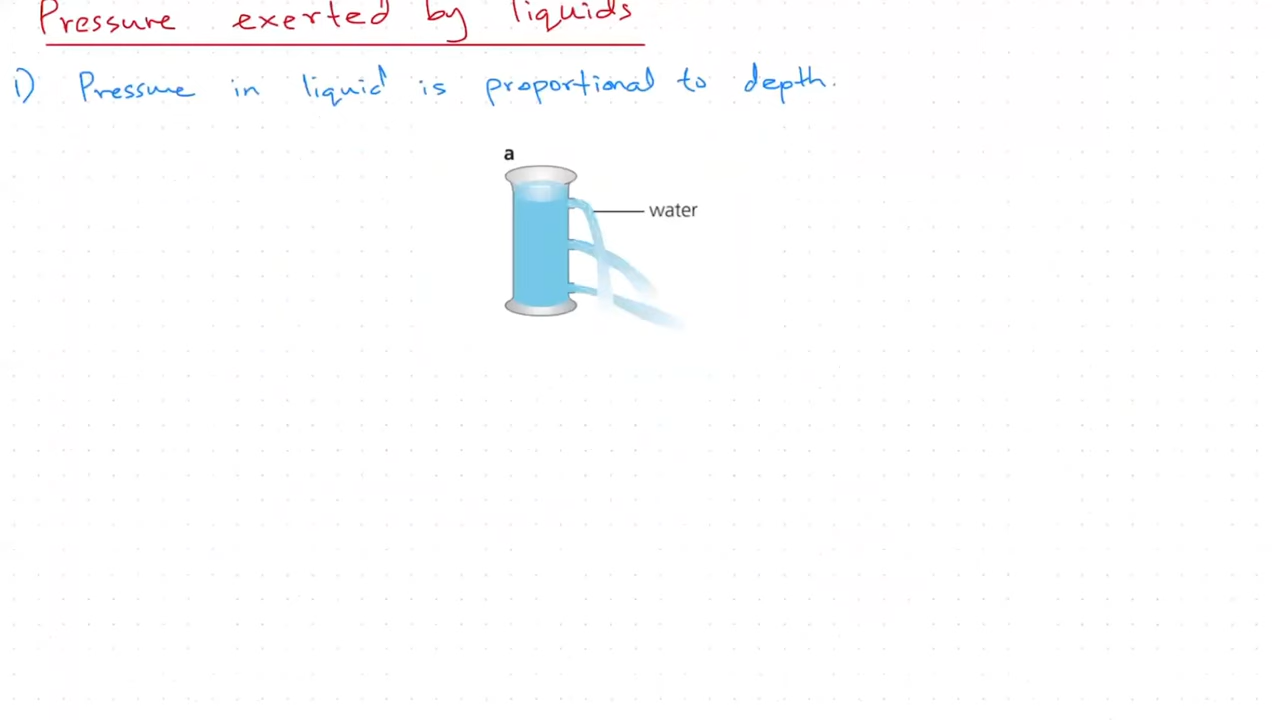 Pressure exerted by liquids
1) Pressure in liquid is proportional to depth.
a
water